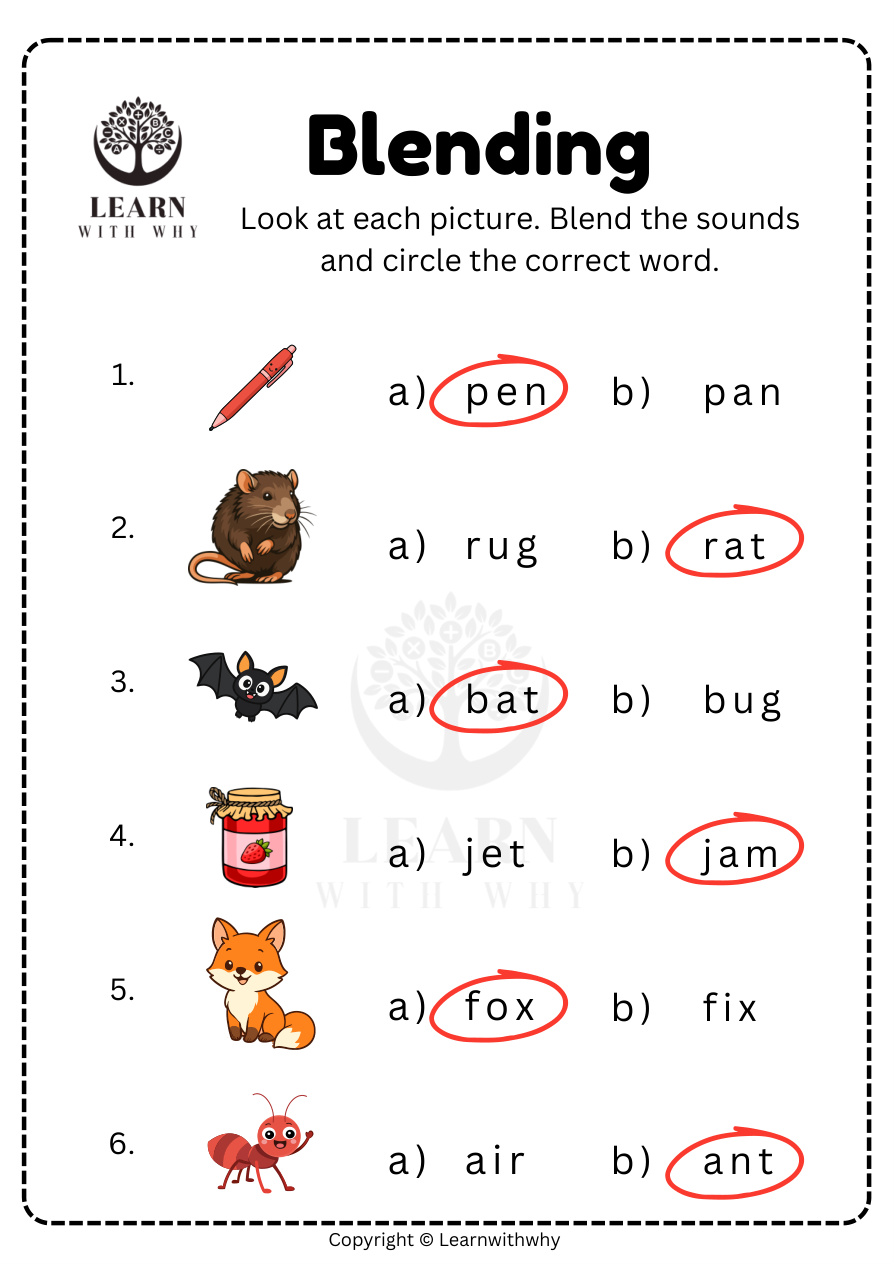 LEARN
WITH WHY
Blending
Look at each picture. Blend the sounds
and circle the correct word.
1. a) pen b) pan
2. a) rug b) rat
3. a) bat b) bug
LEARN
WITH WHY
4. a) jet b) jam
5. a) fox b) fix
6. a) air b) ant
Copyright © Learnwithwhy